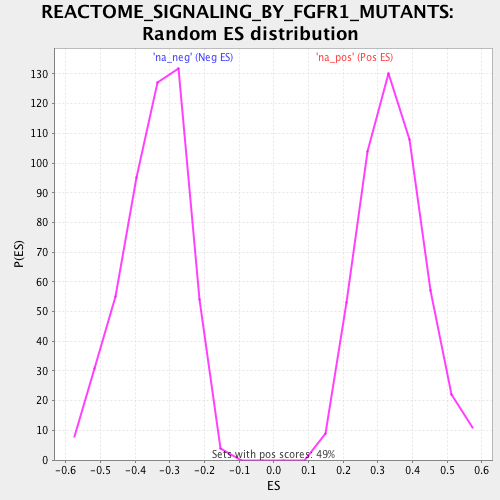 REACTOME_SIGNALING_BY_FGFR1_MUTANTS:
Random ES distribution
'na_neg' (Neg ES) 'na_pos' (Pos ES)
130
120
110
100
90
80
70
60
50
40
30
20
10
0
P(ES)
Sets with pos scores: 49%
-0.6 -0.5 -0.4 -0.3 -0.2 -0.1 0.0 0.1 0.2 0.3 0.4 0.5 0.6
ES